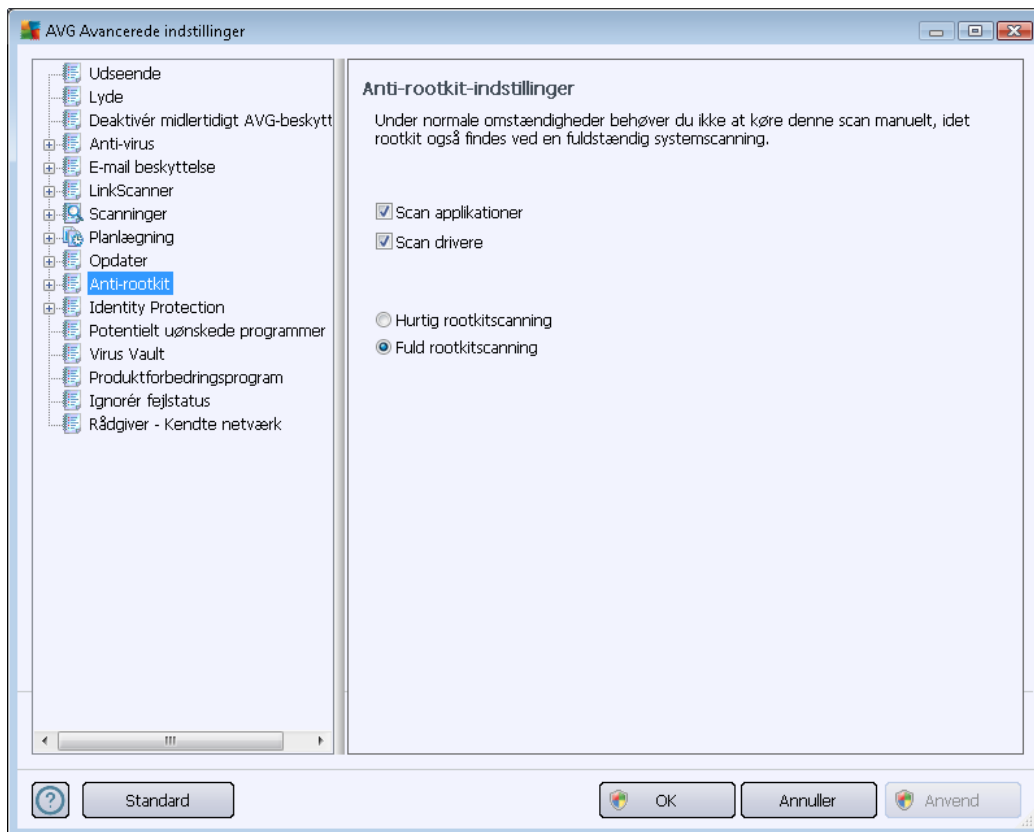 AVG Avancerede indstillinger
Udseende
Lyde
Deaktivér midlertidigt AVG-beskytt
Anti-virus
E-mail beskyttelse
LinkScanner
Scanninger
Planlægning
Opdater
Anti-rootkit
Identity Protection
Potentielt uønskede programmer
Virus Vault
Produktforbedringsprogram
Ignorér fejlstatus
Rådgiver - Kendte netværk
Anti-rootkit-indstillinger
Under normale omstændigheder behøver du ikke at køre denne scan manuelt, idet
rootkit også findes ved en fuldstændig systemscanning.
Scan applikationer
Scan drivere
Hurtig rootkitscanning
Fuld rootkitscanning
Standard
OK
Annuller
Anvend